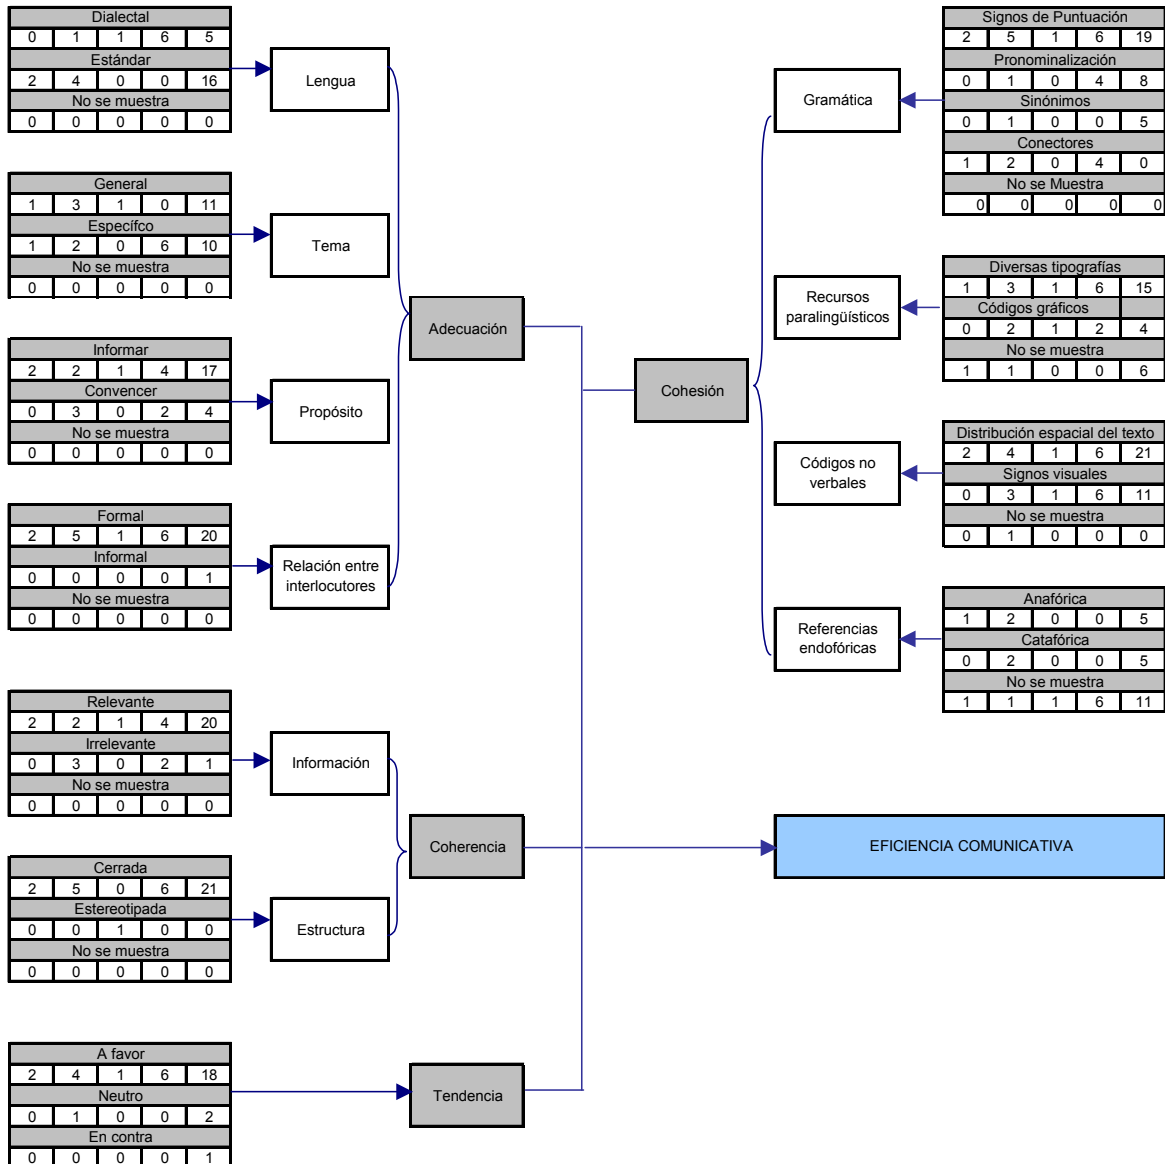 Dialectal
0 1 1 6 5
Estándar
2 4 0 0 16
No se muestra
0 0 0 0 0
Lengua
General
1 3 1 0 11
Específco
1 2 0 6 10
No se muestra
0 0 0 0 0
Tema
Informar
2 2 1 4 17
Convencer
0 3 0 2 4
No se muestra
0 0 0 0 0
Propósito
Formal
2 5 1 6 20
Informal
0 0 0 0 1
No se muestra
0 0 0 0 0
Relación entre
interlocutores
Adecuación
Relevante
2 2 1 4 20
Irrelevante
0 3 0 2 1
No se muestra
0 0 0 0 0
Información
Cerrada
2 5 0 6 21
Estereotipada
0 0 1 0 0
No se muestra
0 0 0 0 0
Estructura
Coherencia
A favor
2 4 1 6 18
Neutro
0 1 0 0 2
En contra
0 0 0 0 1
Tendencia
Signos de Puntuación
2 5 1 6 19
Pronominalización
0 1 0 4 8
Sinónimos
0 1 0 0 5
Conectores
1 2 0 4 0
No se Muestra
0 0 0 0 0
Gramática
Diversas tipografías
1 3 1 6 15
Códigos gráficos
0 2 1 2 4
No se muestra
1 1 0 0 6
Recursos
paralingüísticos
Distribución espacial del texto
2 4 1 6 21
Signos visuales
0 3 1 6 11
No se muestra
0 1 0 0 0
Códigos no
verbales
Anafórica
1 2 0 0 5
Catafórica
0 2 0 0 5
No se muestra
1 1 1 6 11
Referencias
endofóricas
Cohesión
EFICIENCIA COMUNICATIVA